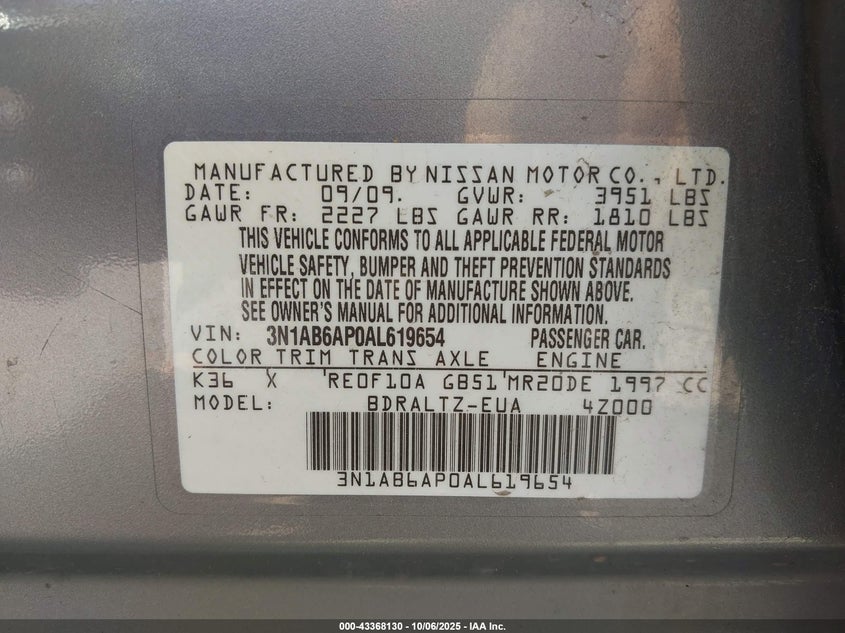 MANUFACTURED BY NISSAN MOTOR CO., LTD.
DATE: 09/09. GVWR: 3951 LBS
GAWR FR: 2227 LBS GAWR RR: 1810 LBS
THIS VEHICLE CONFORMS TO ALL APPLICABLE FEDERAL MOTOR
VEHICLE SAFETY, BUMPER AND THEFT PREVENTION STANDARDS
IN EFFECT ON THE DATE OF MANUFACTURE SHOWN ABOVE.
SEE OWNER'S MANUAL FOR ADDITIONAL INFORMATION.
VIN: 3N1AB6AP0AL619654 PASSENGER CAR.
COLOR TRIM TRANS AXLE ENGINE
K36 X 'RE0F10A GB51'MR20DE 1997 CC
MODEL: BDRALTZ-EUA 4Z000
3N1AB6AP0AL619654
000-43368130 - 10/06/2025 - IAA Inc.